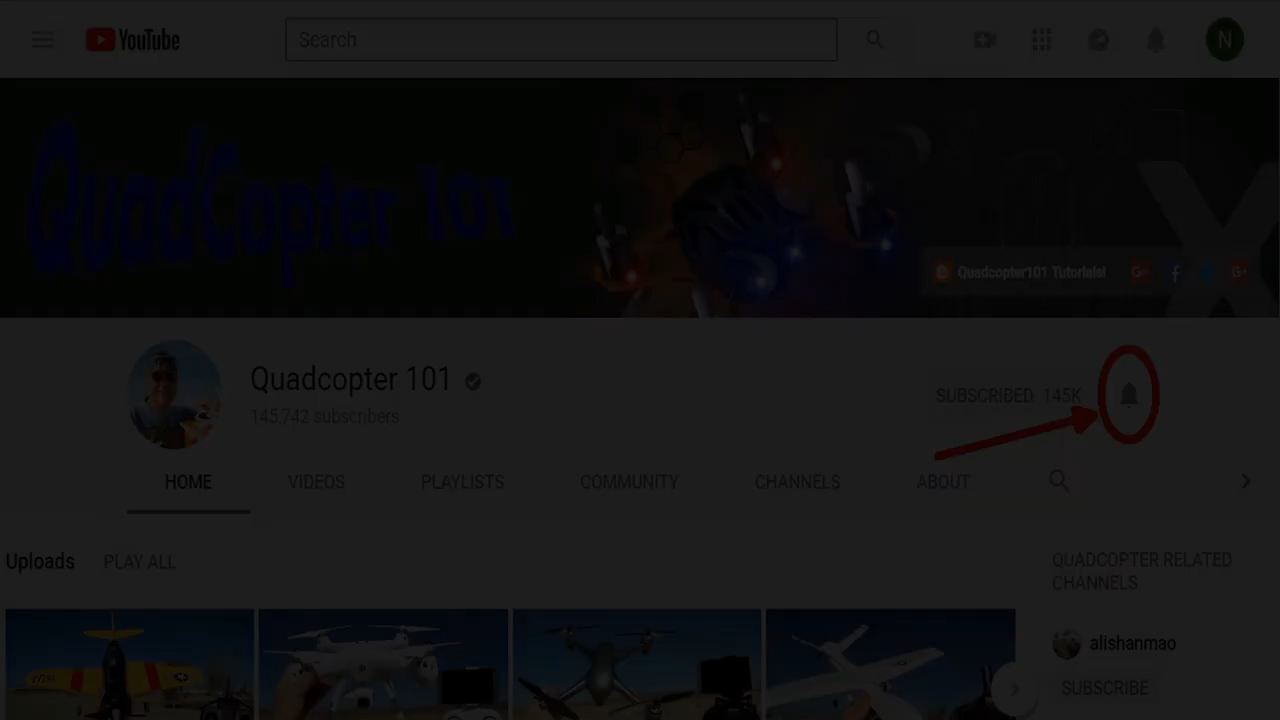 YouTube
Search
N
QuadCopter 101
Quadcopter101 Tutorials!
G+ f G+
X
Quadcopter 101
145,742 subscribers
SUBSCRIBED 145K
HOME VIDEOS PLAYLISTS COMMUNITY CHANNELS ABOUT
Uploads PLAY ALL
QUADCOPTER RELATED
CHANNELS
alishanmao
SUBSCRIBE